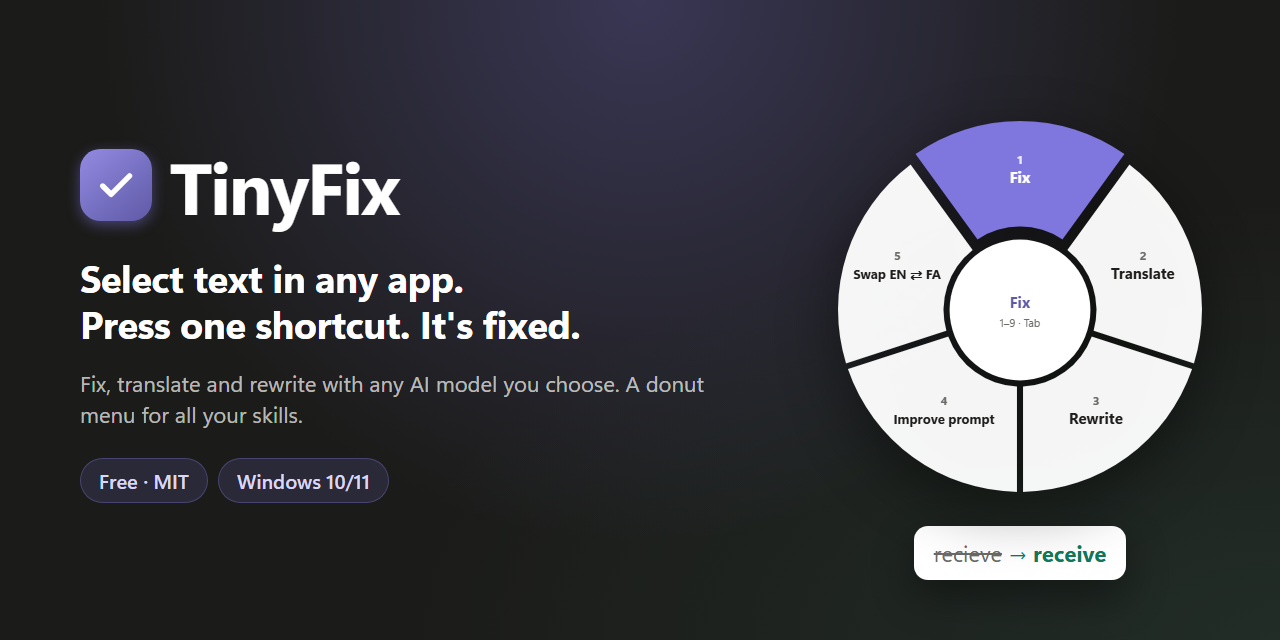 TinyFix
Select text in any app.
Press one shortcut. It's fixed.
Fix, translate and rewrite with any AI model you choose. A donut
menu for all your skills.
Free · MIT
Windows 10/11
1
Fix
2
Translate
3
Rewrite
4
Improve prompt
5
Swap EN ⇄ FA
Fix
1–9 · Tab
recieve → receive